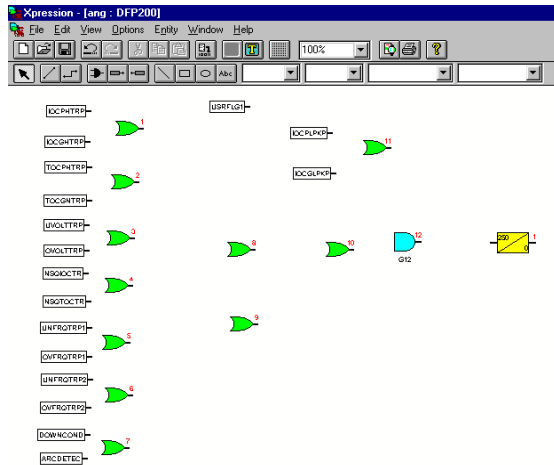 Xpression - [ang : DFP200]
File Edit View Options Entity Window Help
100%
Abc
IOCPHTRP
1
USRFLG1
IOCGHTRP
IOCPLPKP
11
TOCPHTRP
2
IOCGLPKP
TOCGNTRP
UVOLTTRP
3
8
10
12
250
0
1
OVOLTTRP
G12
NSQIOCTR
4
NSQTOCTR
UNFRQTRP1
9
5
OVFRQTRP1
UNFRQTRP2
6
OVFRQTRP2
DOWNCOND
7
ARCDETEC